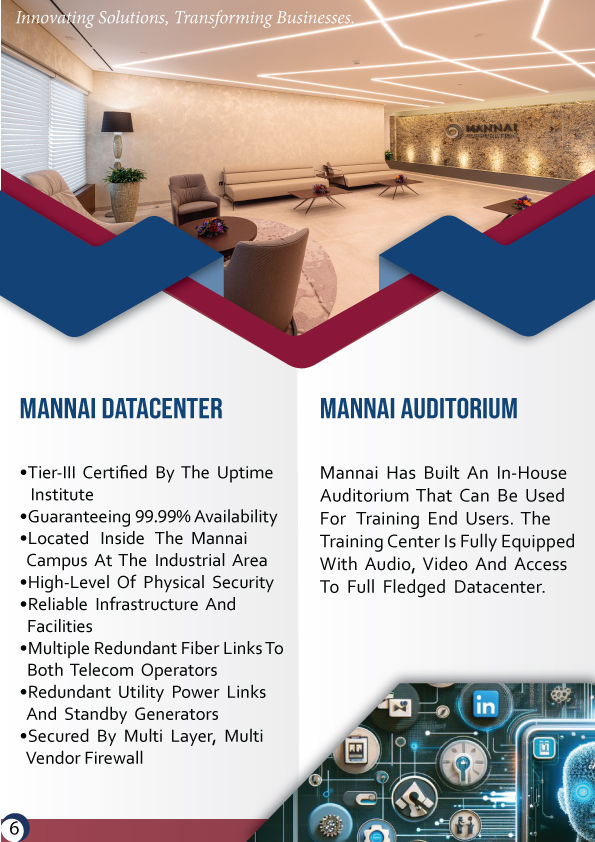 Innovating Solutions, Transforming Businesses.
MANNAI
MANNAI DATACENTER
•Tier-III Certified By The Uptime
Institute
•Guaranteeing 99.99% Availability
•Located Inside The Mannai
Campus At The Industrial Area
•High-Level Of Physical Security
•Reliable Infrastructure And
Facilities
•Multiple Redundant Fiber Links To
Both Telecom Operators
•Redundant Utility Power Links
And Standby Generators
•Secured By Multi Layer, Multi
Vendor Firewall
MANNAI AUDITORIUM
Mannai Has Built An In-House
Auditorium That Can Be Used
For Training End Users. The
Training Center Is Fully Equipped
With Audio, Video And Access
To Full Fledged Datacenter.
in
6